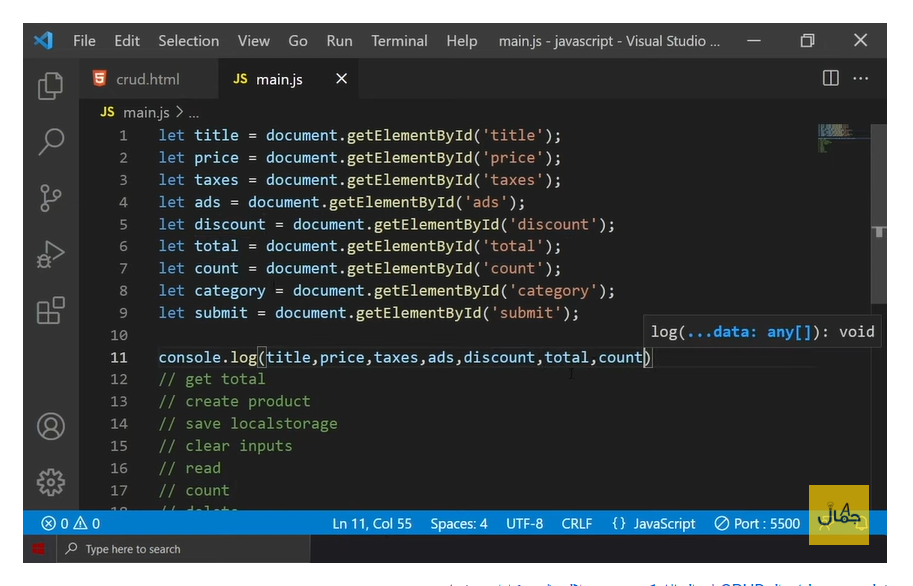 File Edit Selection View Go Run Terminal Help main.js - javascript - Visual Studio ...
crud.html JS main.js
JS main.js > ...
1 let title = document.getElementById('title');
2 let price = document.getElementById('price');
3 let taxes = document.getElementById('taxes');
4 let ads = document.getElementById('ads');
5 let discount = document.getElementById('discount');
6 let total = document.getElementById('total');
7 let count = document.getElementById('count');
8 let category = document.getElementById('category');
9 let submit = document.getElementById('submit');
10 log(...data: any[]): void
11 console.log(title,price,taxes,ads,discount,total,count)
12 // get total
13 // create product
14 // save localstorage
15 // clear inputs
16 // read
17 // count
18 // delete
0 0 Ln 11, Col 55 Spaces: 4 UTF-8 CRLF {} JavaScript Port : 5500
جمال
Type here to search